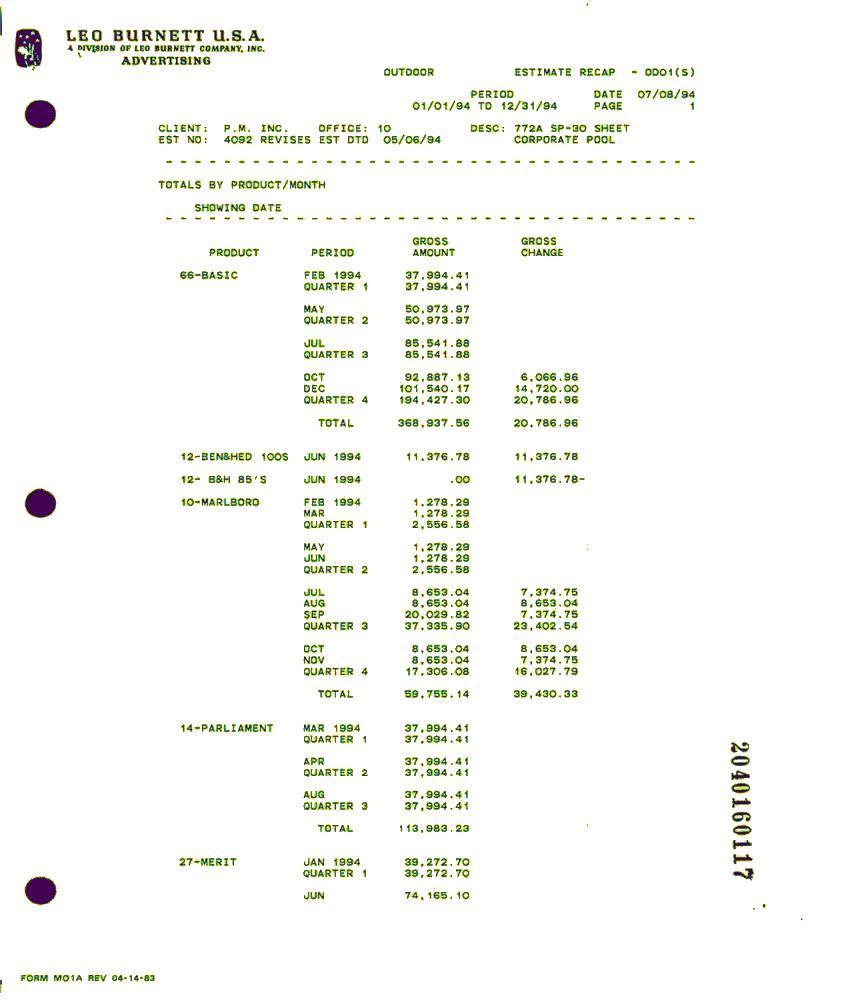 LEO BURNETT U.S.A.
A DIVISION OF LEO BURNETT COMPANY, INC.
ADVERTISING
OUTDOOR ESTIMATE RECAP - ODO1(S)
PERIOD DATE 07/08/94
01/01/94 TO 12/31/94 PAGE 1
CLIENT: P.M. INC. OFFICE: 10 DESC: 772A SP-30 SHEET
EST NO: 4092 REVISES EST DTD 05/06/94 CORPORATE POOL
TOTALS BY PRODUCT/MONTH
SHOWING DATE
GROSS GROSS
PRODUCT PERIOD AMOUNT CHANGE
66-BASIC FEB 1994 37,994.41
QUARTER 1 37,994.41
MAY 50,973.97
QUARTER 2 50,973.97
JUL 85,541.88
QUARTER 3 85,541.88
OCT 92,887.13 6,066.96
DEC 101,540.17 14,720.00
QUARTER 4 194,427.30 20,786.96
TOTAL 368,937.56 20,786.96
12-BEN&HED 100S JUN 1994 11,376.78 11,376.78
12- B&H 85'S JUN 1994 .00 11,376.78-
10-MARLBORO FEB 1994 1,278.29
MAR 1,278.29
QUARTER 1 2,556.58
MAY 1,278.29
JUN 1,278.29
QUARTER 2 2,556.58
JUL 8,653.04 7,374.75
AUG 8,653.04 8,653.04
SEP 20,029.82 7,374.75
QUARTER 3 37,335.90 23,402.54
OCT 8,653.04 8,653.04
NOV 8,653.04 7,374.75
QUARTER 4 17,306.08 16,027.79
TOTAL 59,755.14 39,430.33
14-PARLIAMENT MAR 1994 37,994.41
QUARTER 1 37,994.41
APR 37,994.41
QUARTER 2 37,994.41
AUG 37,994.41
QUARTER 3 37,994.41
TOTAL 113,983.23
27-MERIT JAN 1994 39,272.70
QUARTER 1 39,272.70
JUN 74,165.10
2040160117
FORM MO1A REV 04-14-83